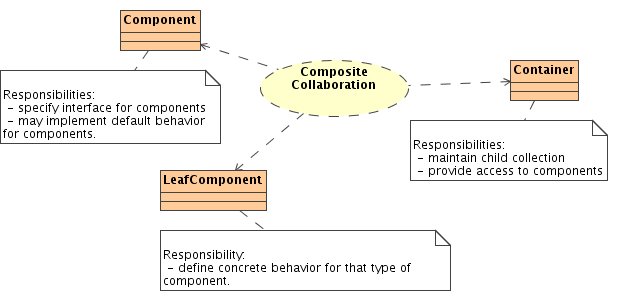 Component
Composite
Collaboration
Container
Responsibilities:
- specify interface for components
- may implement default behavior
for components.
Responsibilities:
- maintain child collection
- provide access to components
LeafComponent
Responsibility:
- define concrete behavior for that type of
component.